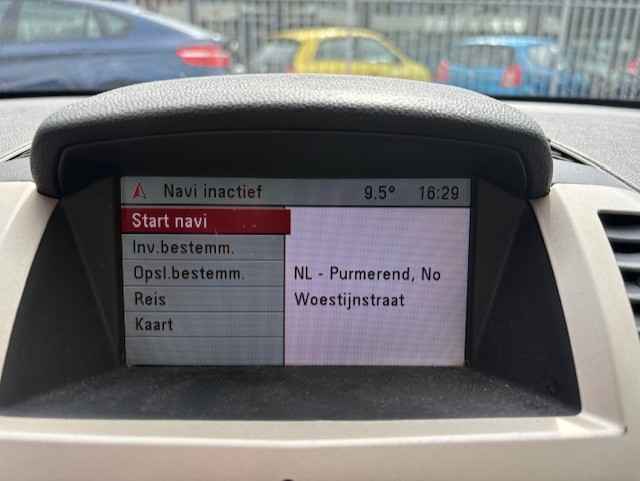 Navi inactief 9.5° 16:29
Start navi
Inv.bestemm.
Opsl.bestemm.
Reis
Kaart
NL - Purmerend, No
Woestijnstraat